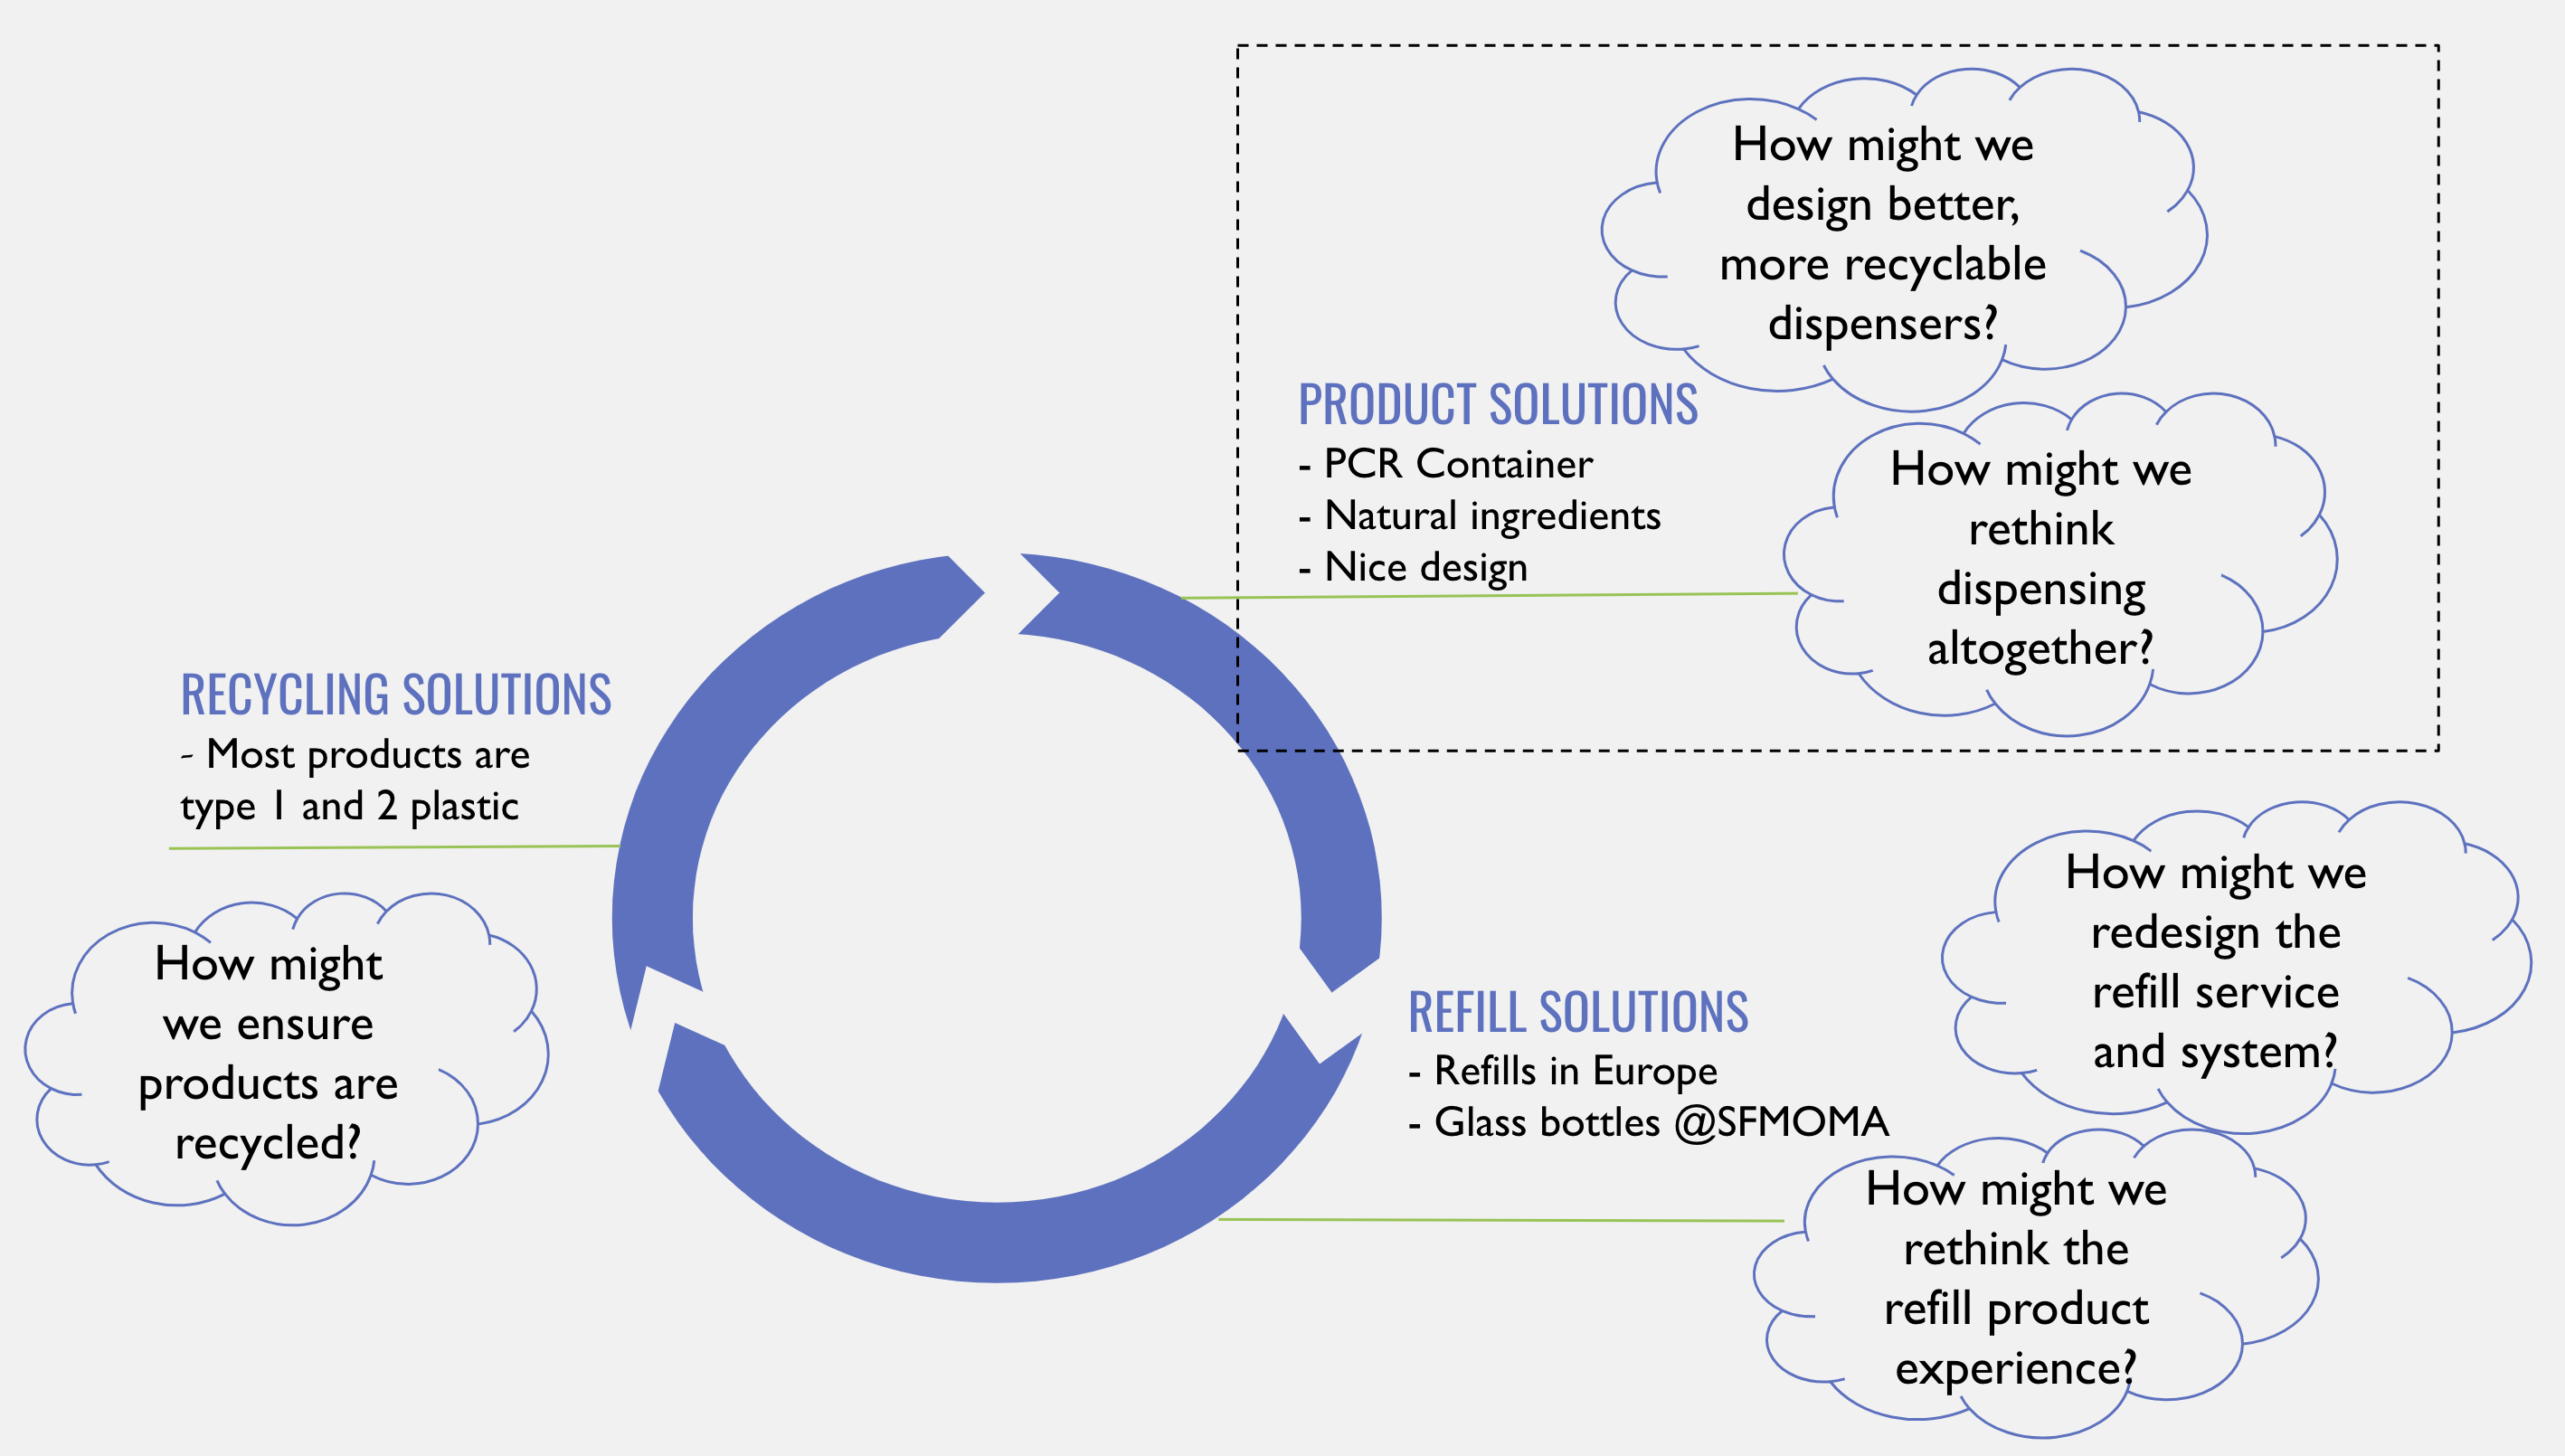 How might we
design better,
more recyclable
dispensers?
PRODUCT SOLUTIONS
- PCR Container
- Natural ingredients
- Nice design
How might we
rethink
dispensing
altogether?
RECYCLING SOLUTIONS
- Most products are
type 1 and 2 plastic
How might
we ensure
products are
recycled?
REFILL SOLUTIONS
- Refills in Europe
- Glass bottles @SFMOMA
How might we
redesign the
refill service
and system?
How might we
rethink the
refill product
experience?